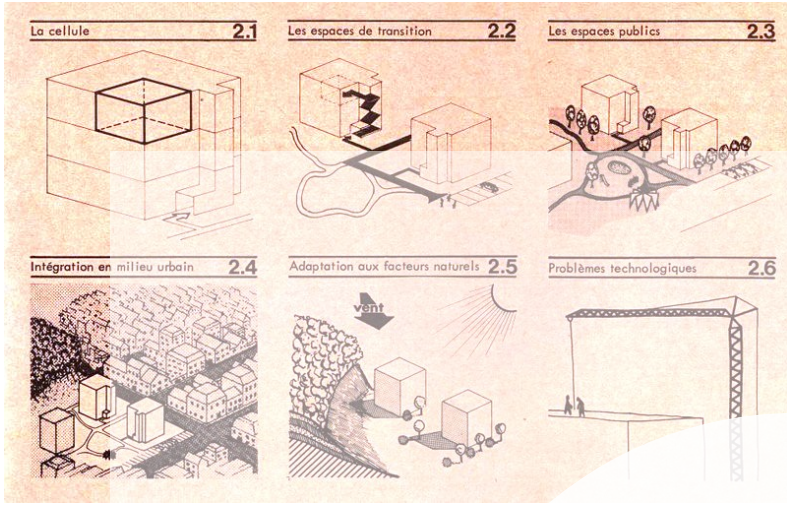 La cellule 2.1
Les espaces de transition 2.2
Les espaces publics 2.3
Intégration en milieu urbain 2.4
Adaptation aux facteurs naturels 2.5
Problèmes technologiques 2.6
vent